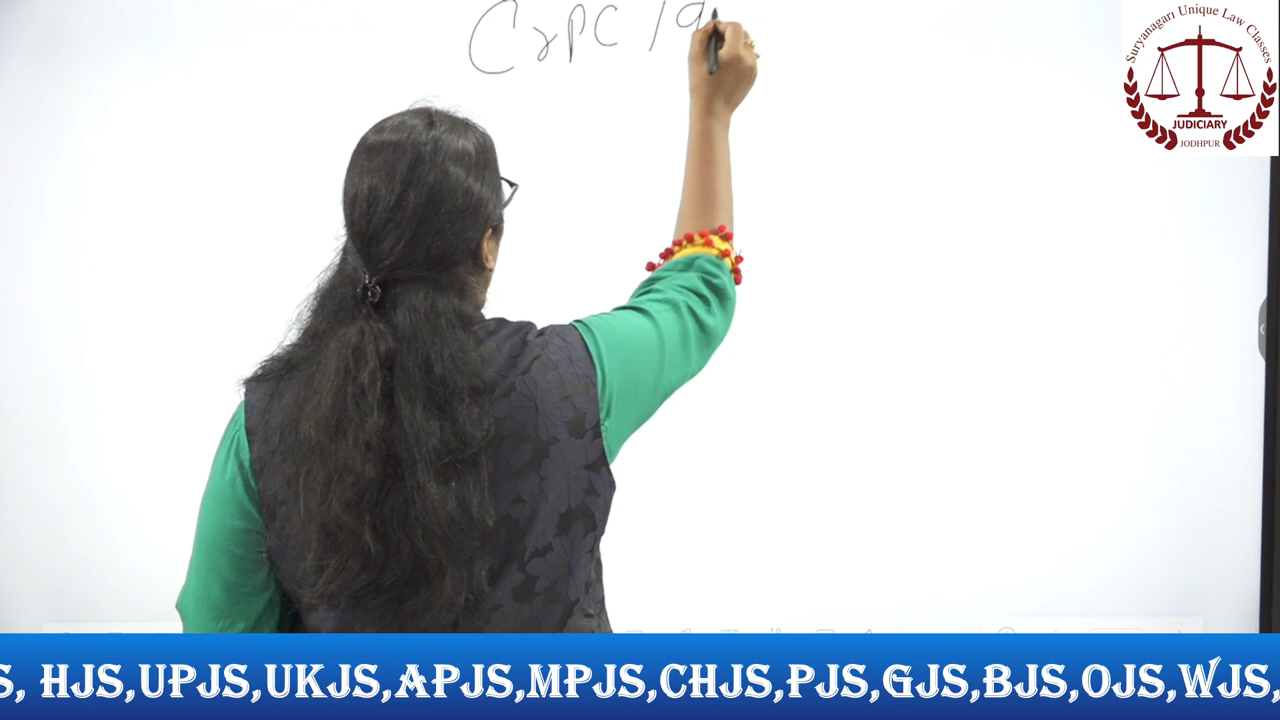 CrPC 19
Suryanagari Unique Law Classes
JUDICIARY
JODHPUR
S, HJS,UPJS,UKJS,APJS,MPJS,CHJS,PJS,GJS,BJS,OJS,WJS,